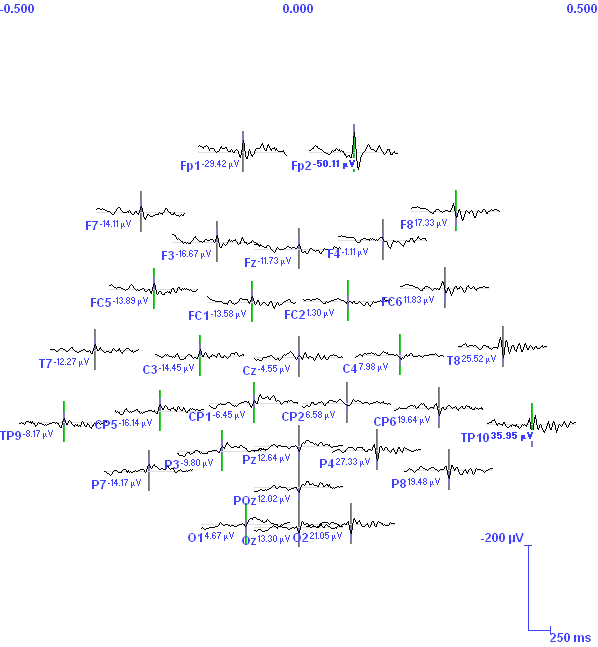 -0.500 0.000 0.500
Fp1 -29.42 µV Fp2 -50.11 µV
F7 -14.11 µV F8 17.33 µV
F3 -16.67 µV Fz -11.73 µV F4 -1.11 µV
FC5 -13.89 µV FC1 -13.58 µV FC2 1.30 µV FC6 11.83 µV
T7 -12.27 µV C3 -14.45 µV Cz -4.55 µV C4 7.98 µV T8 25.52 µV
TP9 -8.17 µV CP5 -16.14 µV CP1 -6.45 µV CP2 6.58 µV CP6 19.64 µV TP10 35.95 µV
P7 -14.17 µV P3 -9.80 µV Pz 12.64 µV P4 27.33 µV P8 19.48 µV
POz 12.02 µV
O1 4.67 µV Oz 13.30 µV O2 21.05 µV
-200 µV
250 ms